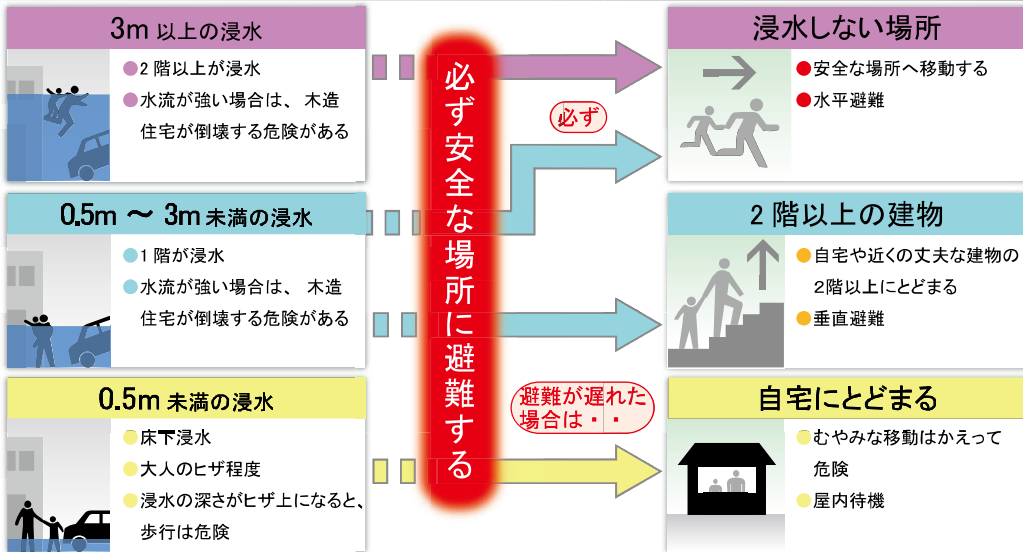 3m 以上の浸水
●2 階以上が浸水
●水流が強い場合は、 木造
住宅が倒壊する危険がある
0.5m ～ 3m 未満の浸水
●1 階が浸水
●水流が強い場合は、 木造
住宅が倒壊する危険がある
0.5m 未満の浸水
●床下浸水
●大人のヒザ程度
●浸水の深さがヒザ上になると、
歩行は危険
必ず安全な場所に避難する
必ず
避難が遅れた
場合は・・
浸水しない場所
●安全な場所へ移動する
●水平避難
2 階以上の建物
●自宅や近くの丈夫な建物の
２階以上にとどまる
●垂直避難
自宅にとどまる
●むやみな移動はかえって
危険
●屋内待機